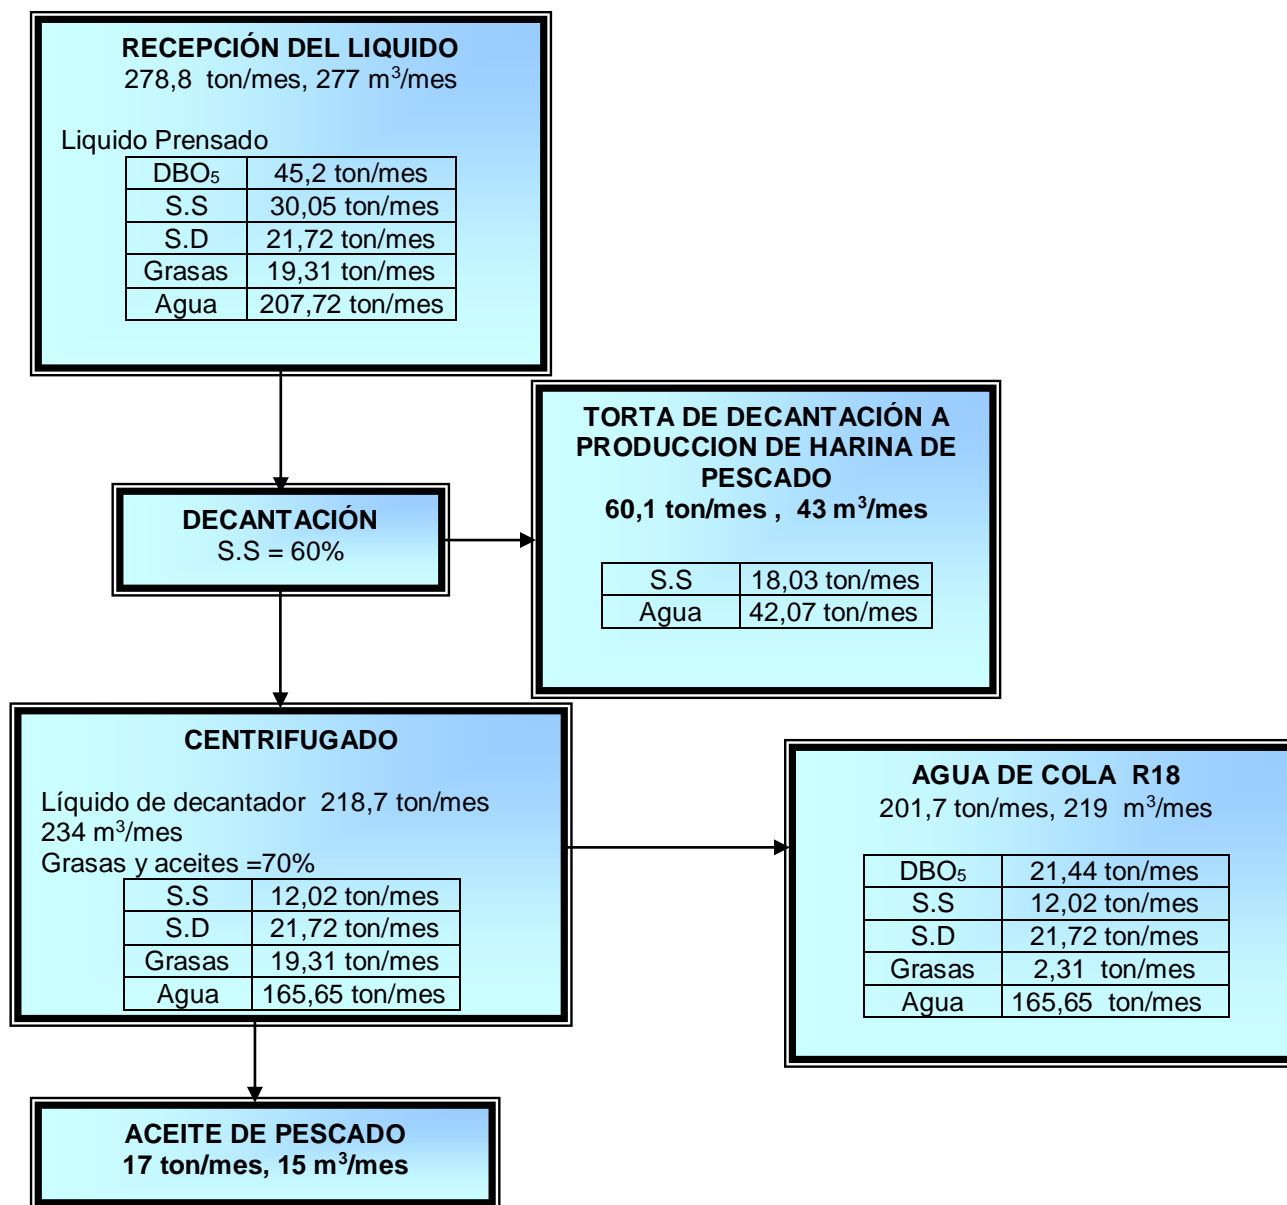 RECEPCIÓN DEL LIQUIDO
278,8 ton/mes, 277 m³/mes
Liquido Prensado
DBO₅ 45,2 ton/mes
S.S 30,05 ton/mes
S.D 21,72 ton/mes
Grasas 19,31 ton/mes
Agua 207,72 ton/mes
TORTA DE DECANTACIÓN A
PRODUCCION DE HARINA DE
PESCADO
60,1 ton/mes , 43 m³/mes
S.S 18,03 ton/mes
Agua 42,07 ton/mes
DECANTACIÓN
S.S = 60%
CENTRIFUGADO
Líquido de decantador 218,7 ton/mes
234 m³/mes
Grasas y aceites =70%
S.S 12,02 ton/mes
S.D 21,72 ton/mes
Grasas 19,31 ton/mes
Agua 165,65 ton/mes
AGUA DE COLA R18
201,7 ton/mes, 219 m³/mes
DBO₅ 21,44 ton/mes
S.S 12,02 ton/mes
S.D 21,72 ton/mes
Grasas 2,31 ton/mes
Agua 165,65 ton/mes
ACEITE DE PESCADO
17 ton/mes, 15 m³/mes